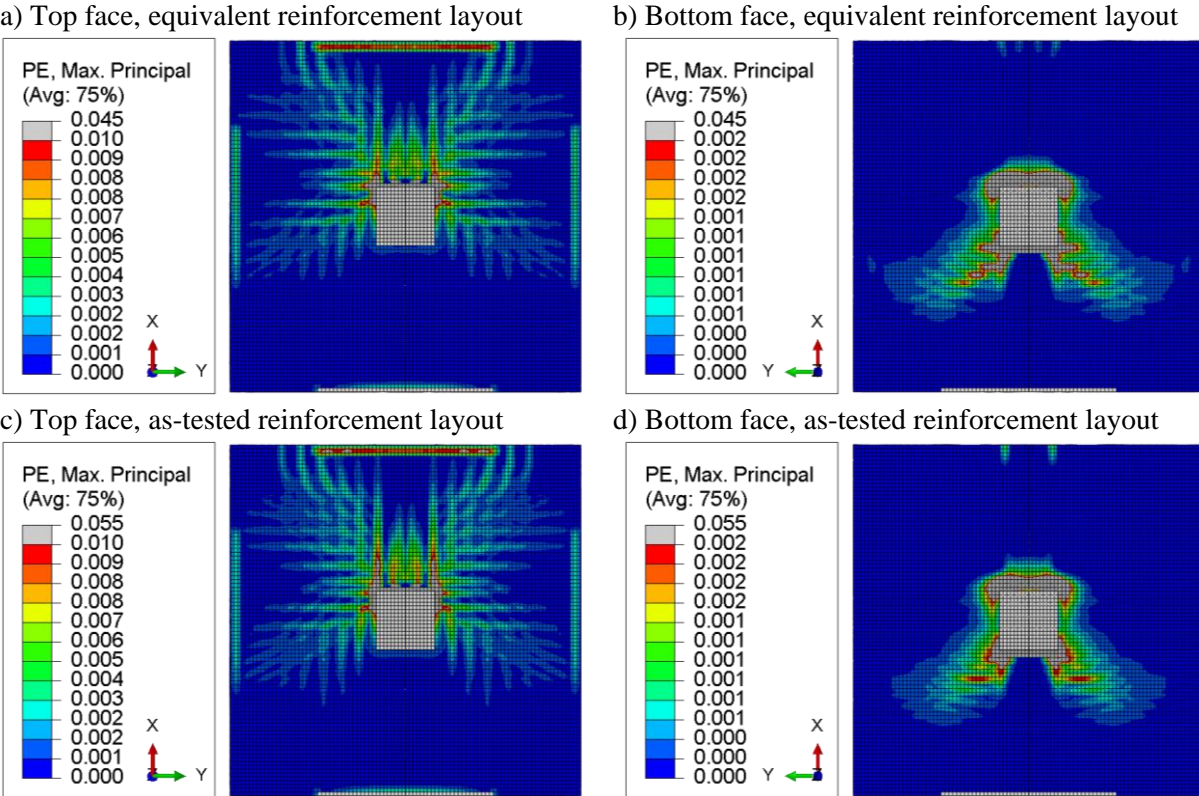 a) Top face, equivalent reinforcement layout
PE, Max. Principal
(Avg: 75%)
0.045
0.010
0.009
0.008
0.008
0.007
0.006
0.005
0.004
0.003
0.002
0.002
0.001
0.000
X
Z
Y
b) Bottom face, equivalent reinforcement layout
PE, Max. Principal
(Avg: 75%)
0.045
0.002
0.002
0.002
0.002
0.001
0.001
0.001
0.001
0.001
0.001
0.000
0.000
0.000
X
Y
Z
c) Top face, as-tested reinforcement layout
PE, Max. Principal
(Avg: 75%)
0.055
0.010
0.009
0.008
0.008
0.007
0.006
0.005
0.004
0.003
0.002
0.002
0.001
0.000
X
Z
Y
d) Bottom face, as-tested reinforcement layout
PE, Max. Principal
(Avg: 75%)
0.055
0.002
0.002
0.002
0.002
0.001
0.001
0.001
0.001
0.001
0.001
0.000
0.000
0.000
X
Y
Z